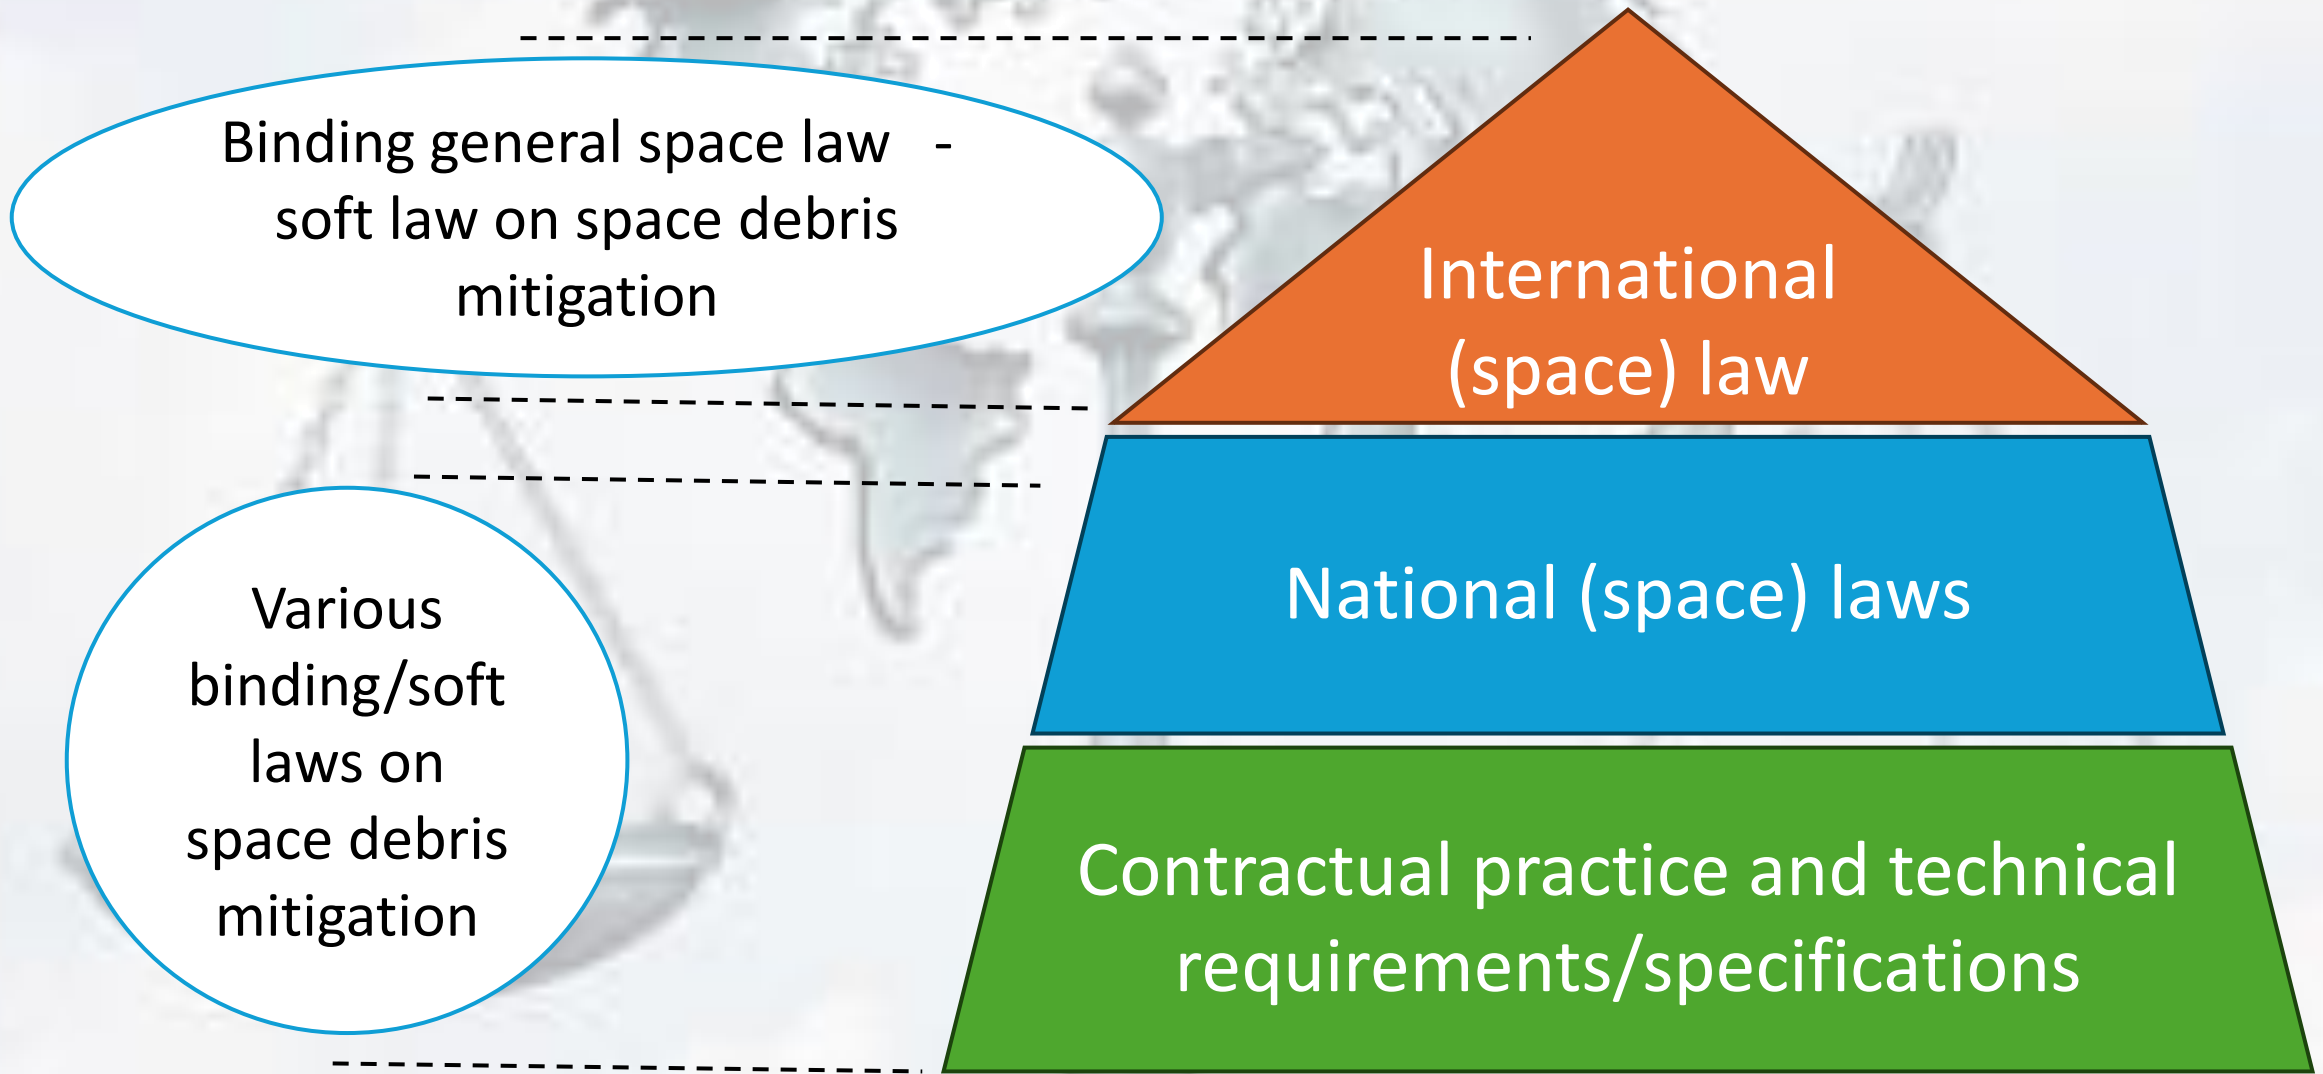 Binding general space law   -
soft law on space debris
mitigation
International
(space) law
National (space) laws
Various
binding/soft
laws on
space debris
mitigation
Contractual practice and technical
requirements/specifications